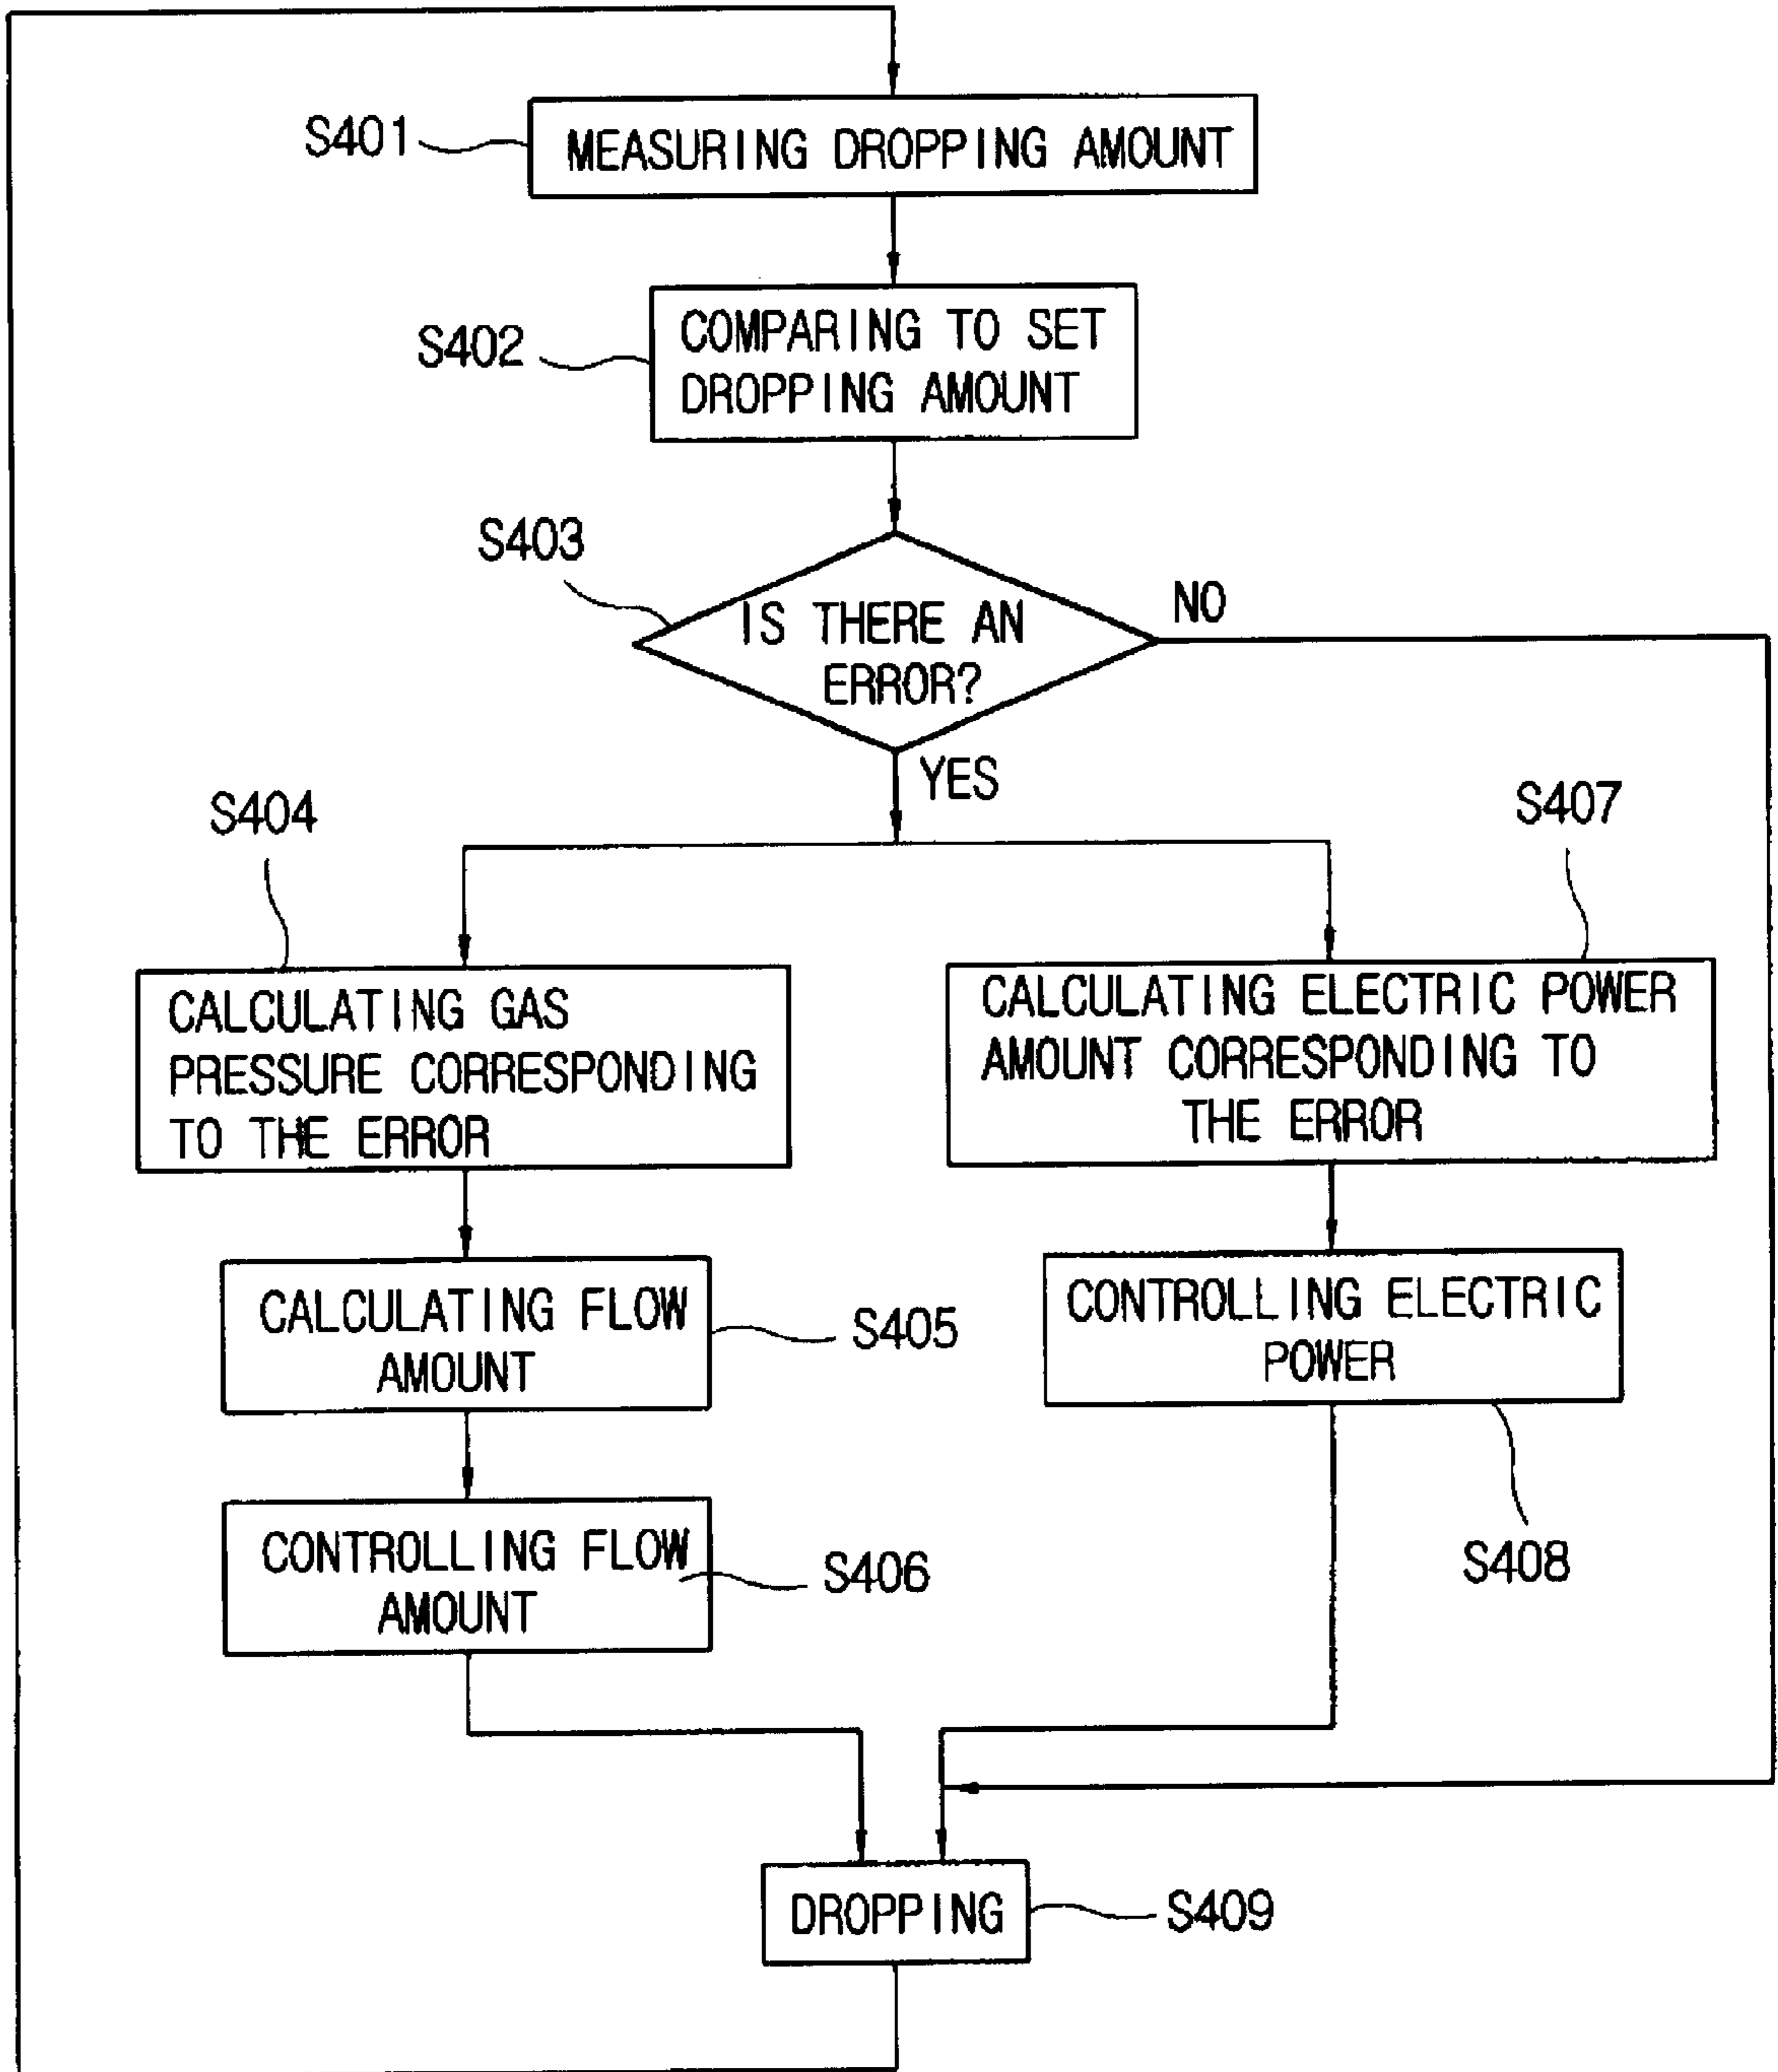 S401
MEASURING DROPPING AMOUNT
S402
COMPARING TO SET
DROPPING AMOUNT
S403
IS THERE AN
ERROR?
NO
YES
S404
S407
CALCULATING GAS
PRESSURE CORRESPONDING
TO THE ERROR
CALCULATING ELECTRIC POWER
AMOUNT CORRESPONDING TO
THE ERROR
CALCULATING FLOW
AMOUNT
S405
CONTROLLING ELECTRIC
POWER
CONTROLLING FLOW
AMOUNT
S406
S408
DROPPING
S409